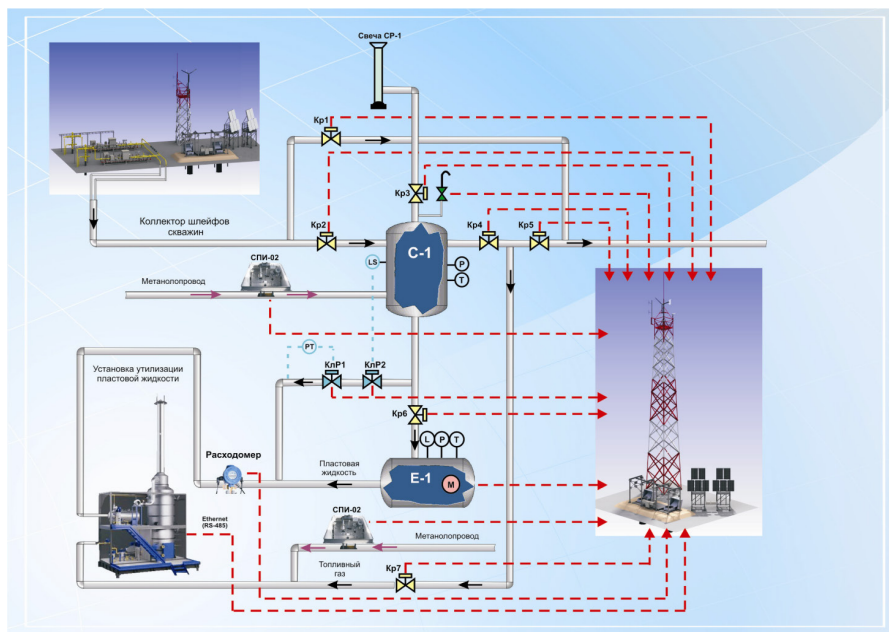 Свеча СР-1
Кр1
Кр3
Коллектор шлейфов
скважин
Кр2
Кр4
Кр5
С-1
СПИ-02
LS
P
T
Метанолопровод
PT
КлР1
КлР2
Установка утилизации
пластовой жидкости
Кр6
L
P
T
Расходомер
Пластовая
жидкость
Е-1
M
СПИ-02
Ethernet
(RS-485)
Метанолопровод
Топливный
газ
Кр7